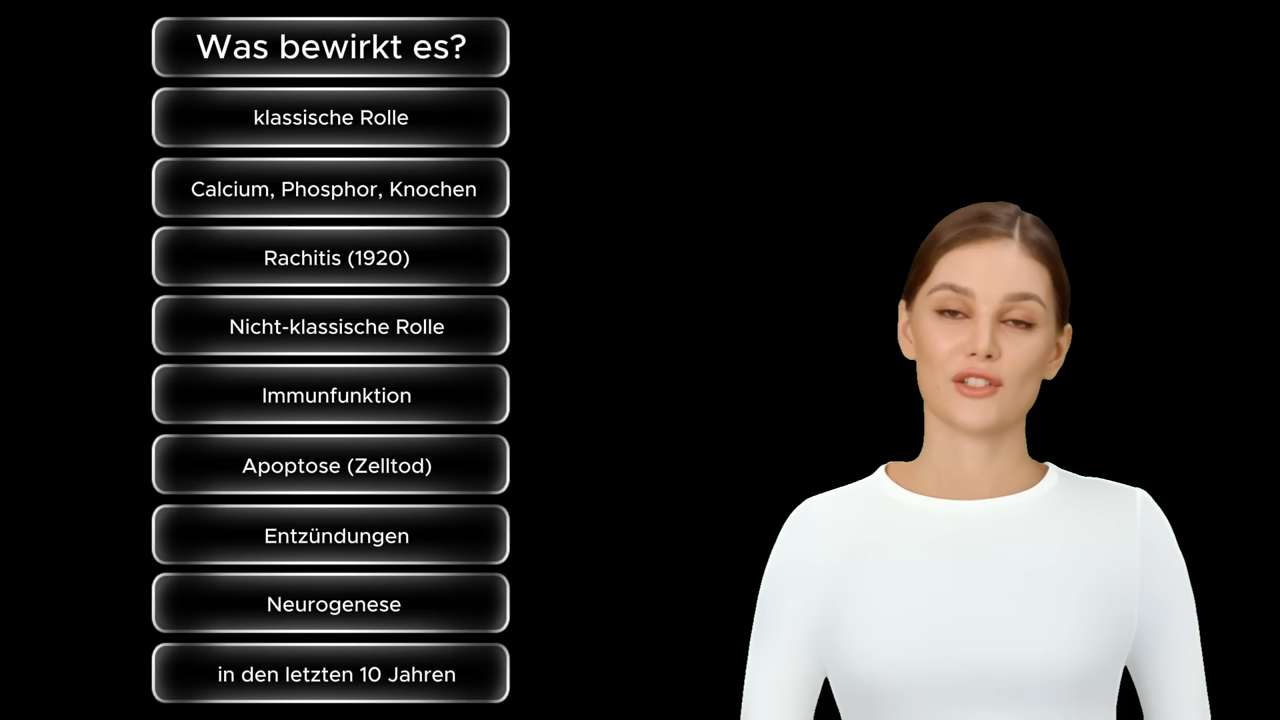 Was bewirkt es?
klassische Rolle
Calcium, Phosphor, Knochen
Rachitis (1920)
Nicht-klassische Rolle
Immunfunktion
Apoptose (Zelltod)
Entzündungen
Neurogenese
in den letzten 10 Jahren